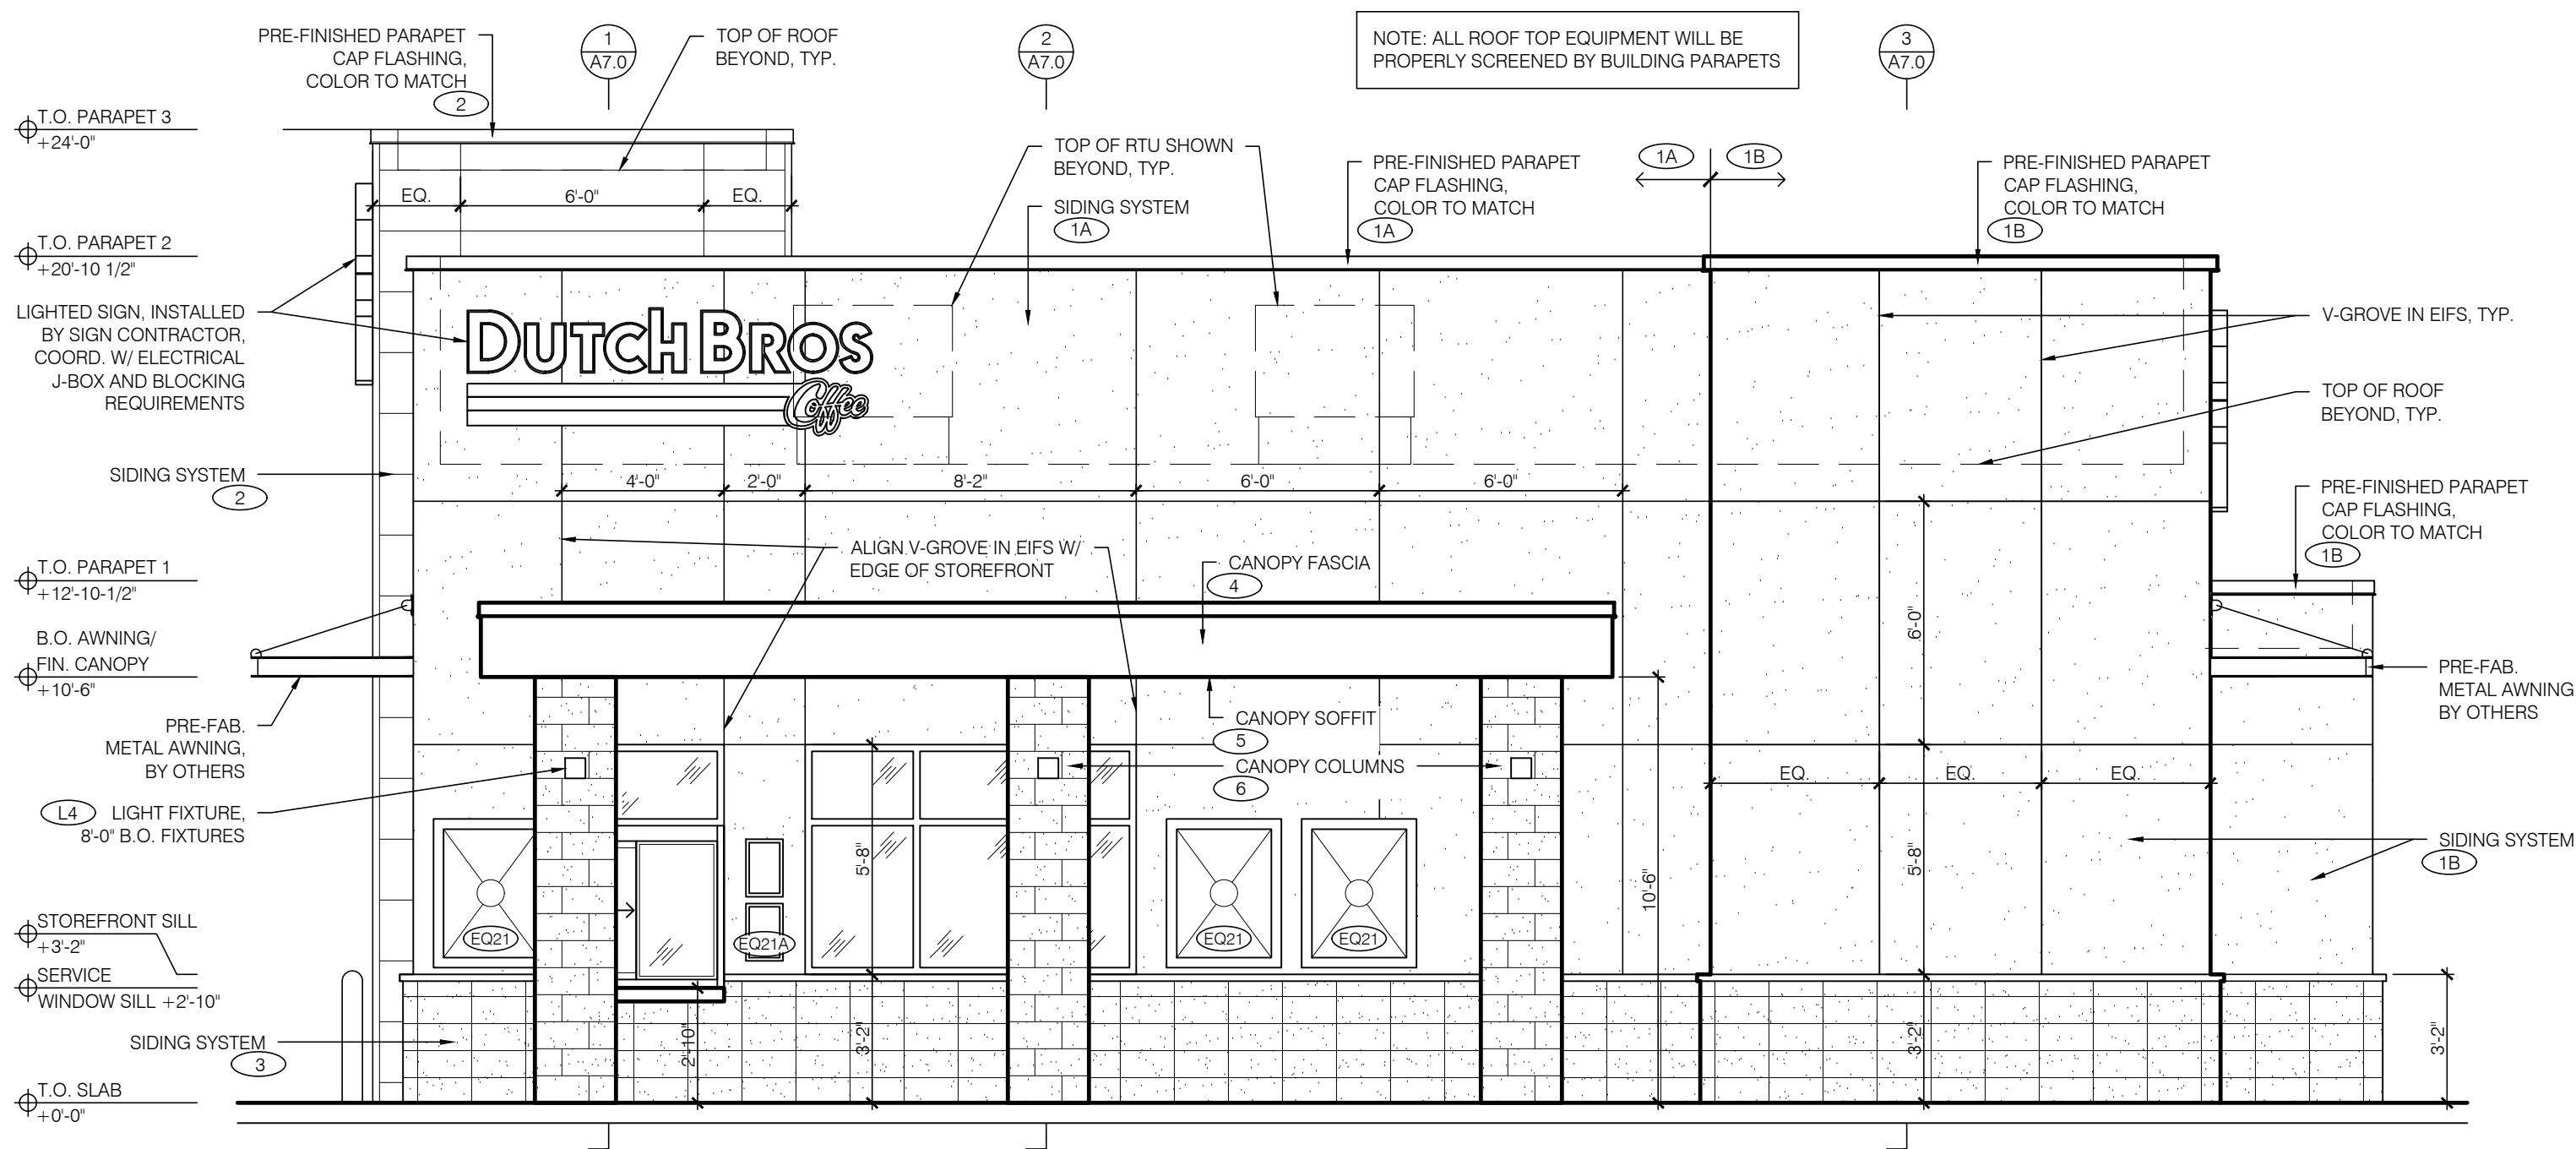 PRE-FINISHED PARAPET
CAP FLASHING,
COLOR TO MATCH
2
1
A7.0
TOP OF ROOF
BEYOND, TYP.
2
A7.0
NOTE: ALL ROOF TOP EQUIPMENT WILL BE
PROPERLY SCREENED BY BUILDING PARAPETS
3
A7.0
T.O. PARAPET 3
+24'-0"
TOP OF RTU SHOWN
BEYOND, TYP.
SIDING SYSTEM
1A
PRE-FINISHED PARAPET
CAP FLASHING,
COLOR TO MATCH
1A
1A
1B
PRE-FINISHED PARAPET
CAP FLASHING,
COLOR TO MATCH
1B
EQ.
6'-0"
EQ.
T.O. PARAPET 2
+20'-10 1/2"
LIGHTED SIGN, INSTALLED
BY SIGN CONTRACTOR,
COORD. W/ ELECTRICAL
J-BOX AND BLOCKING
REQUIREMENTS
DUTCH BROS
Coffee
V-GROVE IN EIFS, TYP.
TOP OF ROOF
BEYOND, TYP.
SIDING SYSTEM
2
4'-0"
2'-0"
8'-2"
6'-0"
6'-0"
PRE-FINISHED PARAPET
CAP FLASHING,
COLOR TO MATCH
1B
ALIGN V-GROVE IN EIFS W/
EDGE OF STOREFRONT
CANOPY FASCIA
4
T.O. PARAPET 1
+12'-10-1/2"
6'-0"
B.O. AWNING/
FIN. CANOPY
+10'-6"
PRE-FAB.
METAL AWNING,
BY OTHERS
PRE-FAB.
METAL AWNING
BY OTHERS
CANOPY SOFFIT
5
CANOPY COLUMNS
6
EQ.
EQ.
EQ.
L4
LIGHT FIXTURE,
8'-0" B.O. FIXTURES
5'-8"
10'-6"
5'-8"
SIDING SYSTEM
1B
STOREFRONT SILL
+3'-2"
SERVICE
WINDOW SILL +2'-10"
EQ21
EQ21A
EQ21
EQ21
SIDING SYSTEM
3
2'-10"
3'-2"
3'-2"
3'-2"
T.O. SLAB
+0'-0"